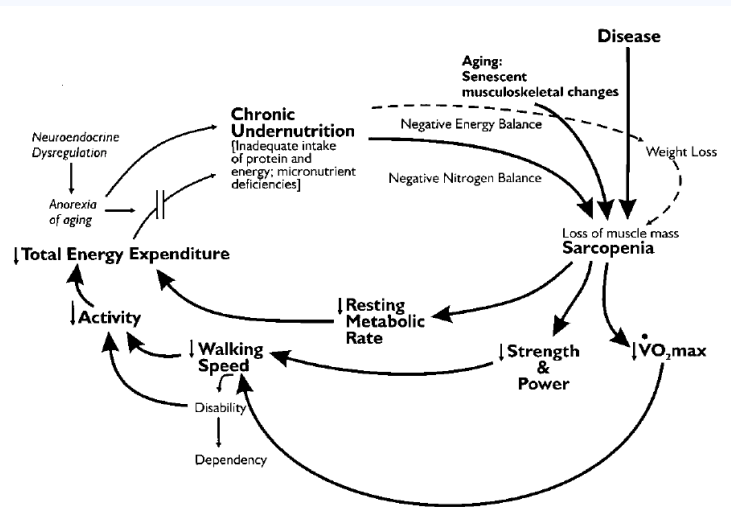 Disease
Aging:
Senescent
musculoskeletal changes
Chronic
Undernutrition
[Inadequate intake
of protein and
energy; micronutrient
deficiencies]
Negative Energy Balance
Neuroendocrine
Dysregulation
Weight Loss
Negative Nitrogen Balance
Anorexia
of aging
Loss of muscle mass
Sarcopenia
↓Total Energy Expenditure
↓Resting
Metabolic
Rate
↓Activity
↓Walking
Speed
↓Strength
&
Power
↓V̇O₂max
Disability
Dependency